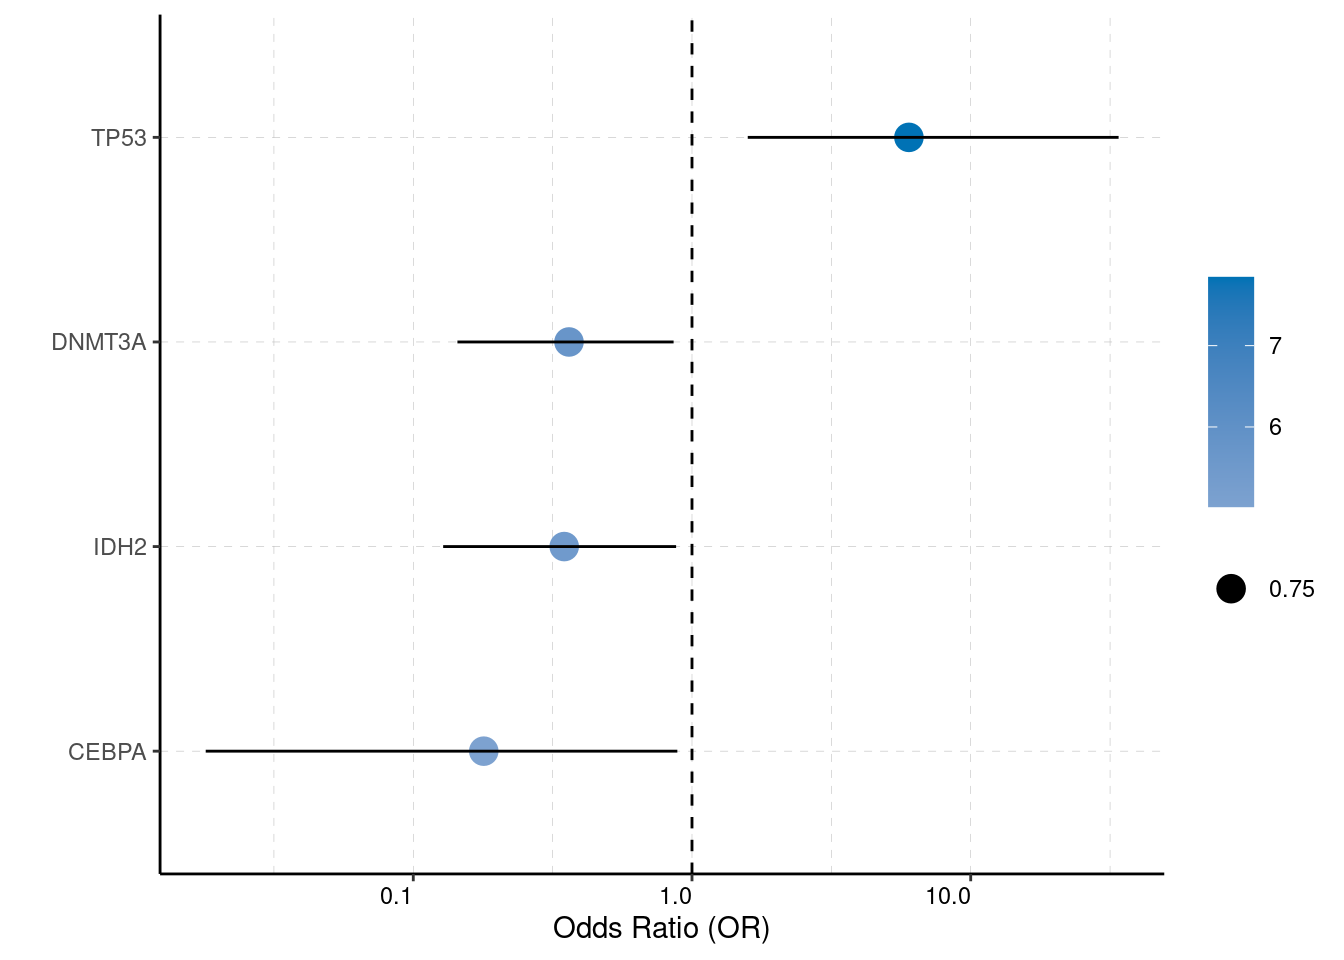 TP53
DNMT3A
IDH2
CEBPA
0.1 1.0 10.0
Odds Ratio (OR)
7
6
0.75